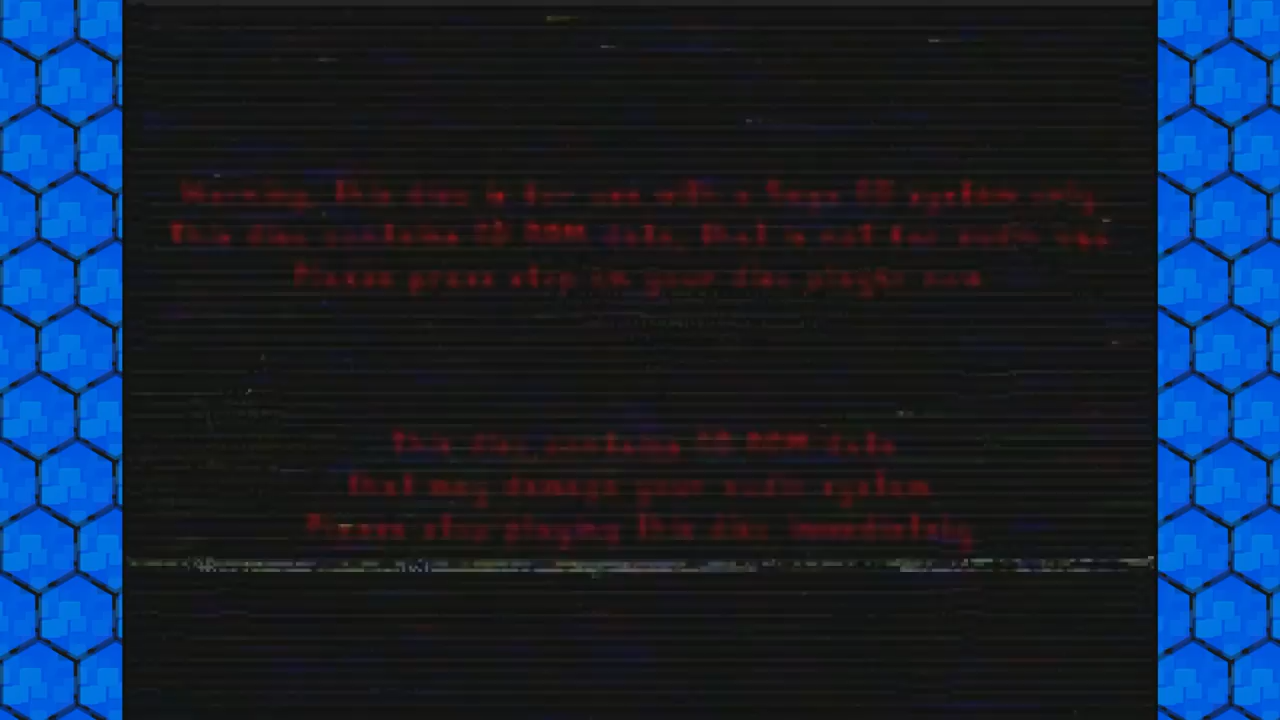 Warning, This disc is for use with a Sega CD system only
This disc contains CD ROM data, that is not for audio use
Please press stop on your disc player now
This disc contains CD ROM data
that may damage your audio system
Please stop playing this disc immediately